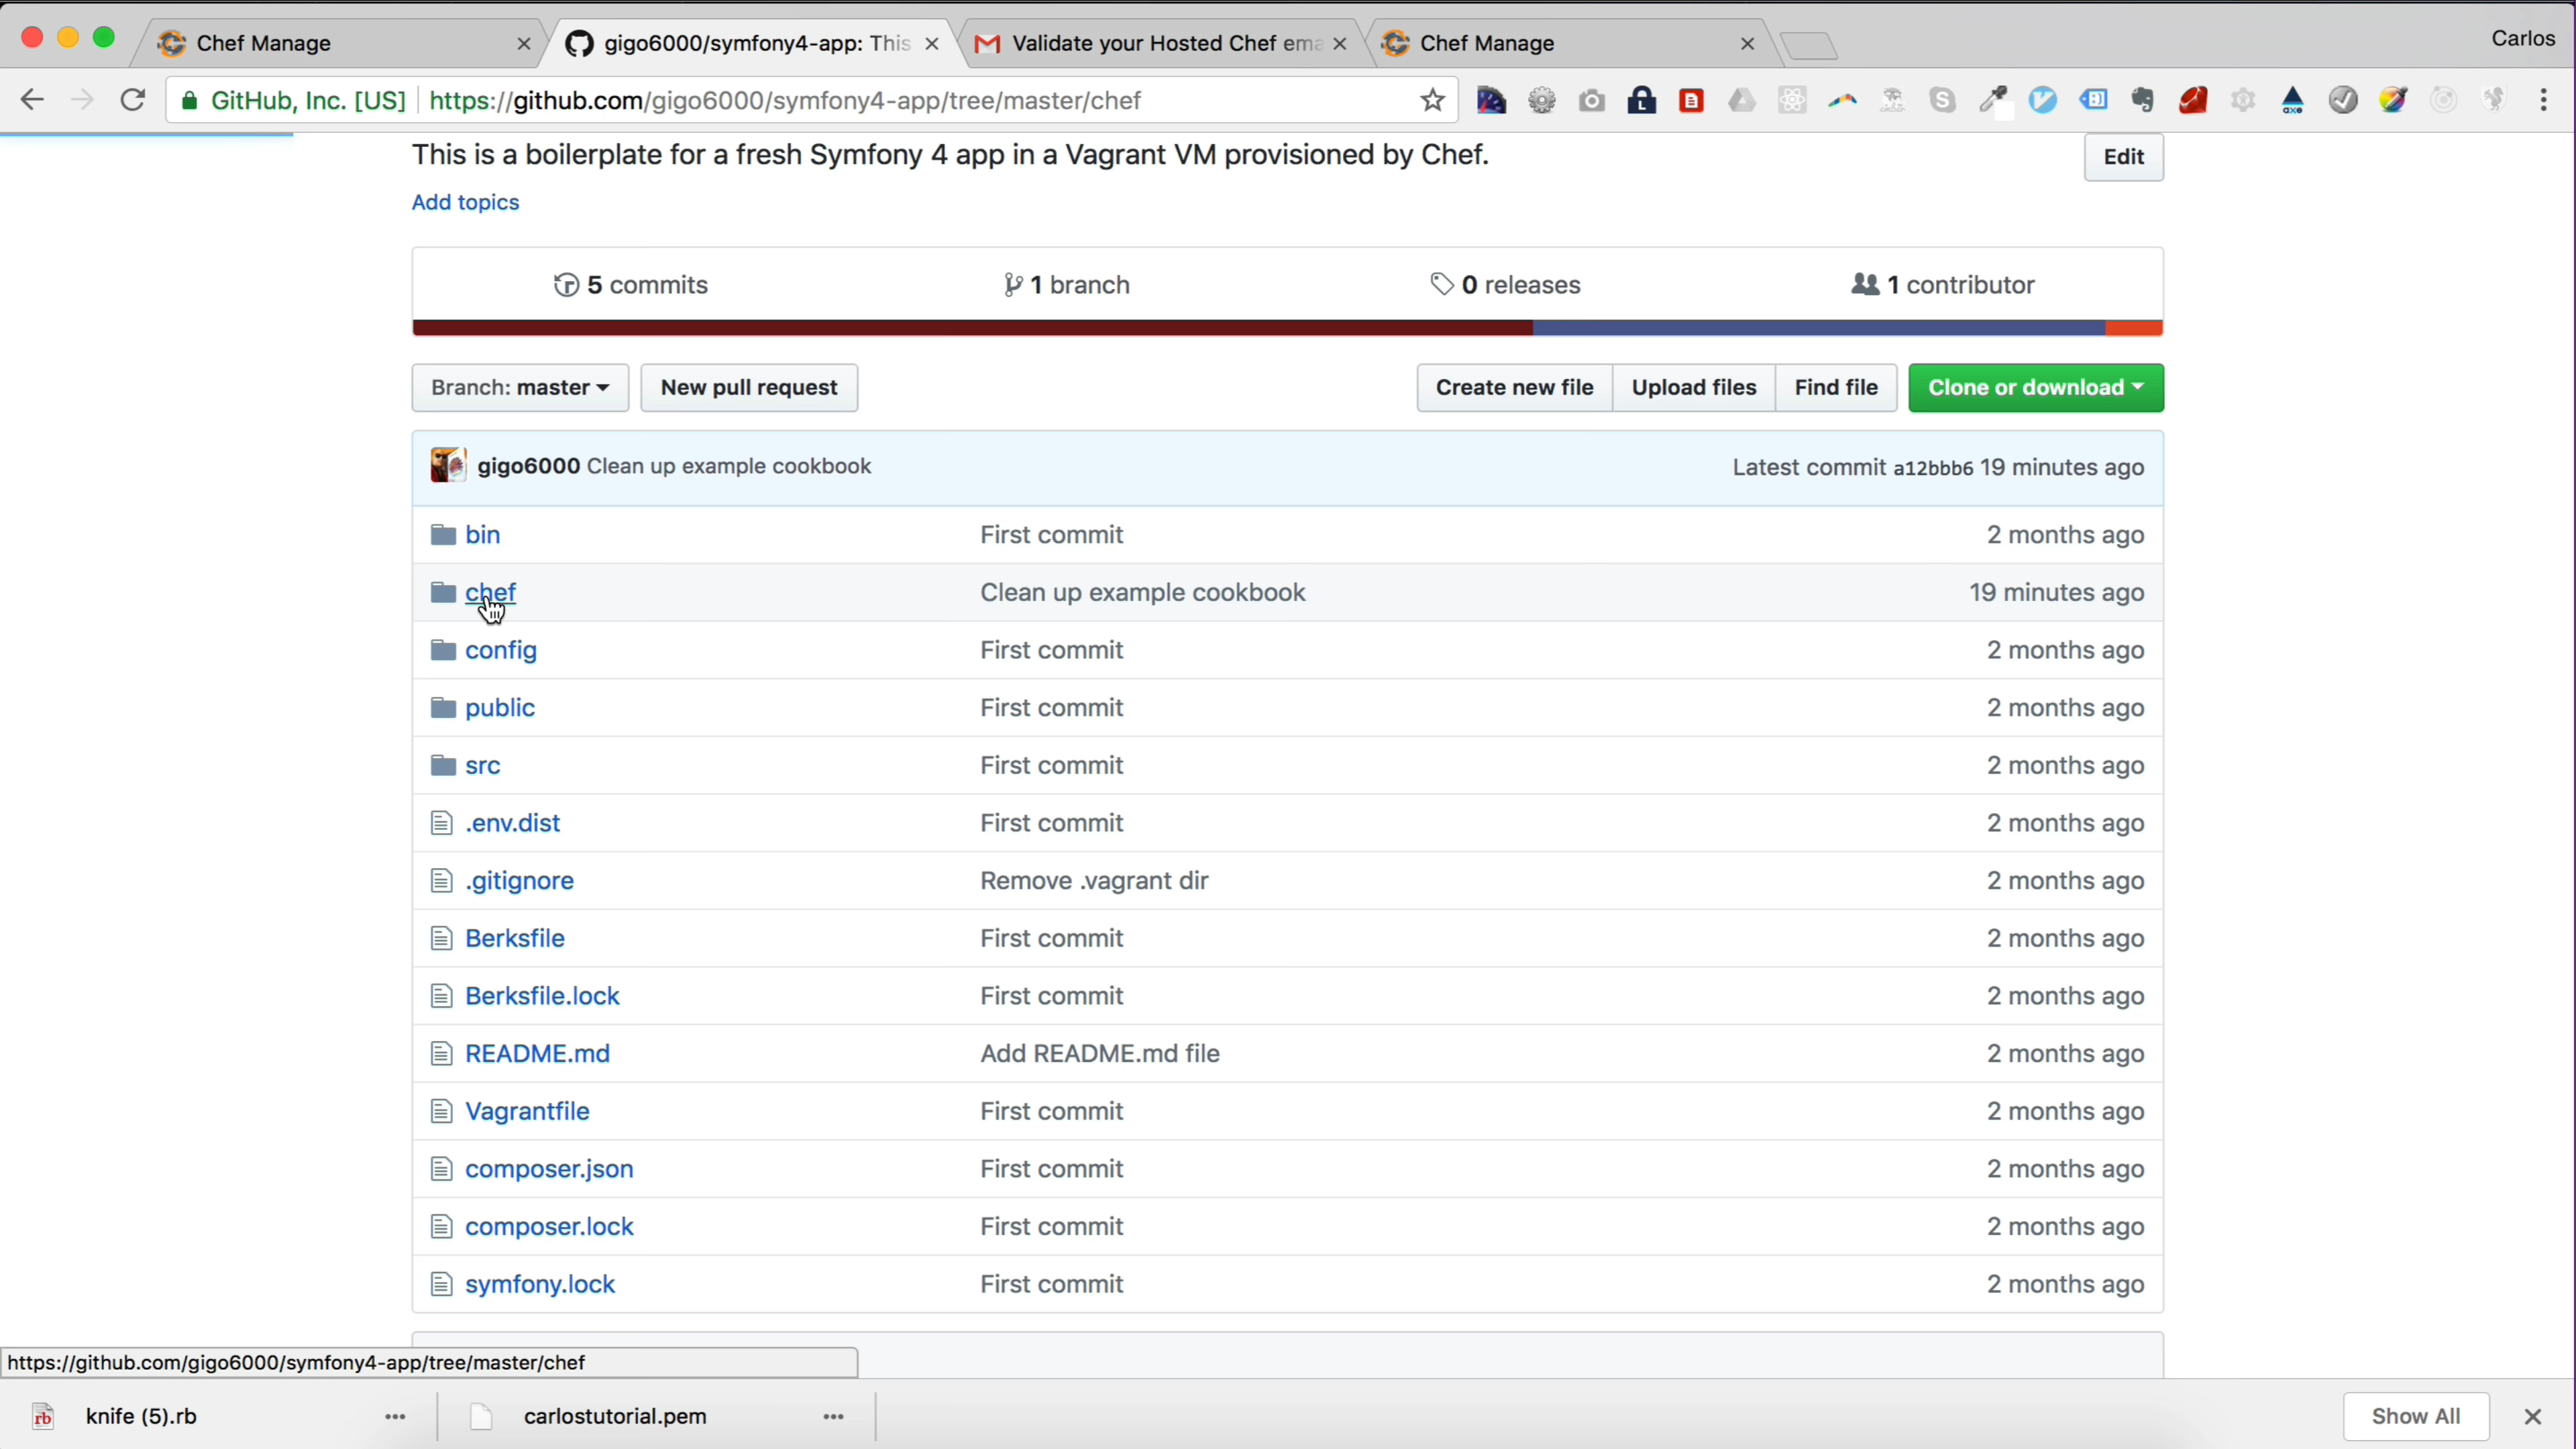 Chef Manage
gigo6000/symfony4-app: This
Validate your Hosted Chef ema
Chef Manage
Carlos
GitHub, Inc. [US] https://github.com/gigo6000/symfony4-app/tree/master/chef
This is a boilerplate for a fresh Symfony 4 app in a Vagrant VM provisioned by Chef.
Edit
Add topics
5 commits
1 branch
0 releases
1 contributor
Branch: master
New pull request
Create new file
Upload files
Find file
Clone or download
gigo6000 Clean up example cookbook
Latest commit a12bbb6 19 minutes ago
bin First commit 2 months ago
chef Clean up example cookbook 19 minutes ago
config First commit 2 months ago
public First commit 2 months ago
src First commit 2 months ago
.env.dist First commit 2 months ago
.gitignore Remove .vagrant dir 2 months ago
Berksfile First commit 2 months ago
Berksfile.lock First commit 2 months ago
README.md Add README.md file 2 months ago
Vagrantfile First commit 2 months ago
composer.json First commit 2 months ago
composer.lock First commit 2 months ago
symfony.lock First commit 2 months ago
https://github.com/gigo6000/symfony4-app/tree/master/chef
knife (5).rb
carlostutorial.pem
Show All